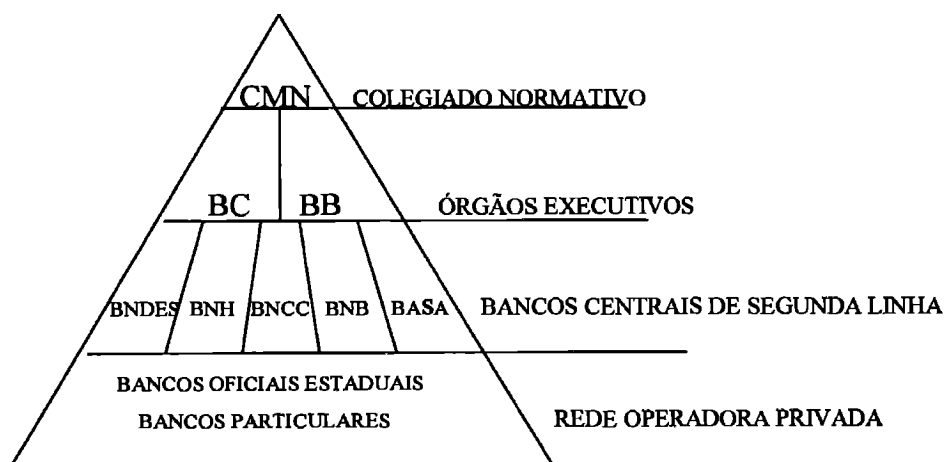 CMN COLEGIADO NORMATIVO
BC BB ÓRGÃOS EXECUTIVOS
BNDES BNH BNCC BNB BASA BANCOS CENTRAIS DE SEGUNDA LINHA
BANCOS OFICIAIS ESTADUAIS
BANCOS PARTICULARES REDE OPERADORA PRIVADA